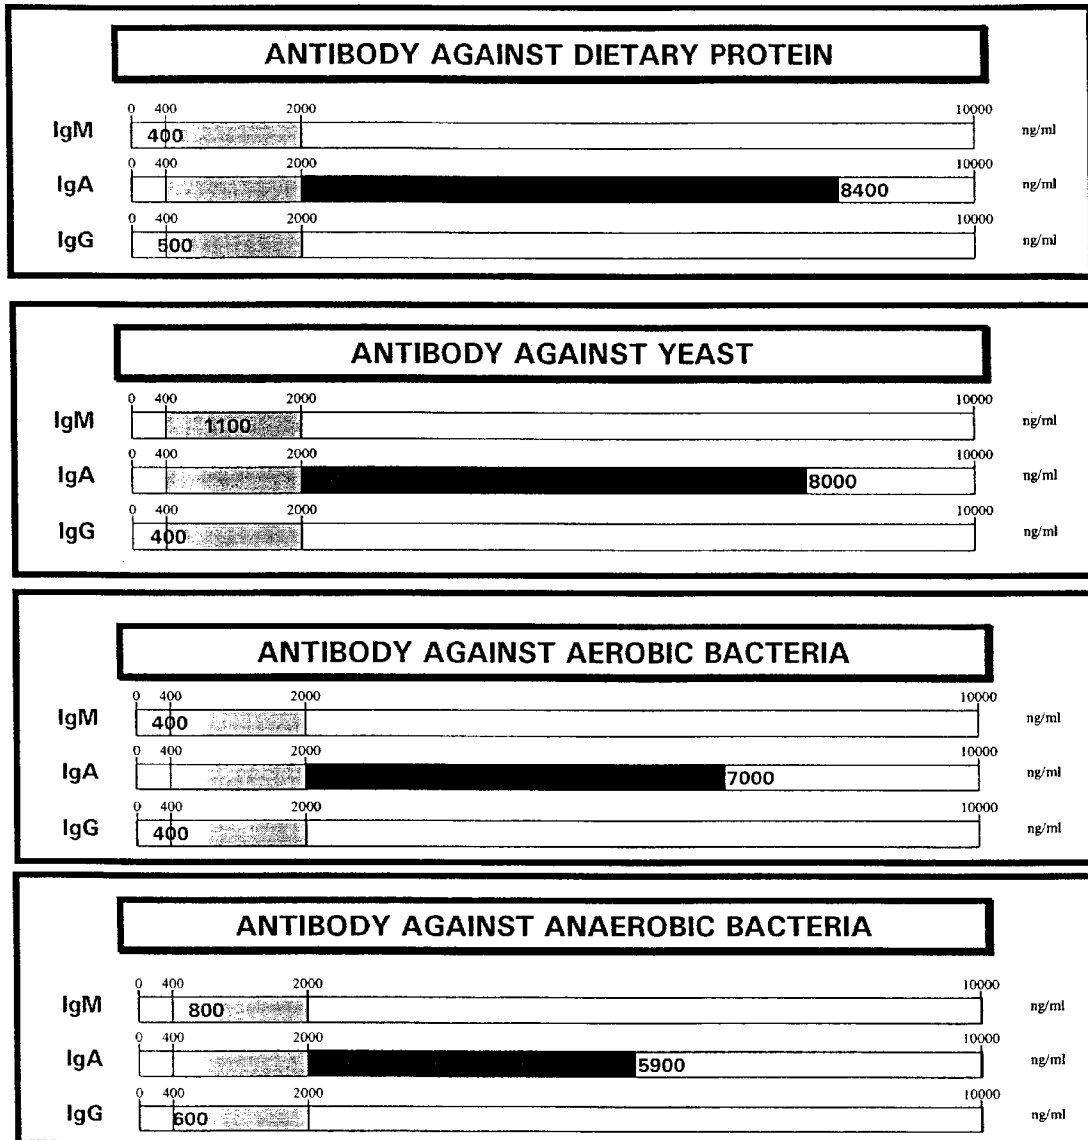 ANTIBODY AGAINST DIETARY PROTEIN
0 400 2000 10000
IgM 400 ng/ml
0 400 2000 10000
IgA 8400 ng/ml
0 400 2000 10000
IgG 500 ng/ml
ANTIBODY AGAINST YEAST
0 400 2000 10000
IgM 1100 ng/ml
0 400 2000 10000
IgA 8000 ng/ml
0 400 2000 10000
IgG 400 ng/ml
ANTIBODY AGAINST AEROBIC BACTERIA
0 400 2000 10000
IgM 400 ng/ml
0 400 2000 10000
IgA 7000 ng/ml
0 400 2000 10000
IgG 400 ng/ml
ANTIBODY AGAINST ANAEROBIC BACTERIA
0 400 2000 10000
IgM 800 ng/ml
0 400 2000 10000
IgA 5900 ng/ml
0 400 2000 10000
IgG 600 ng/ml